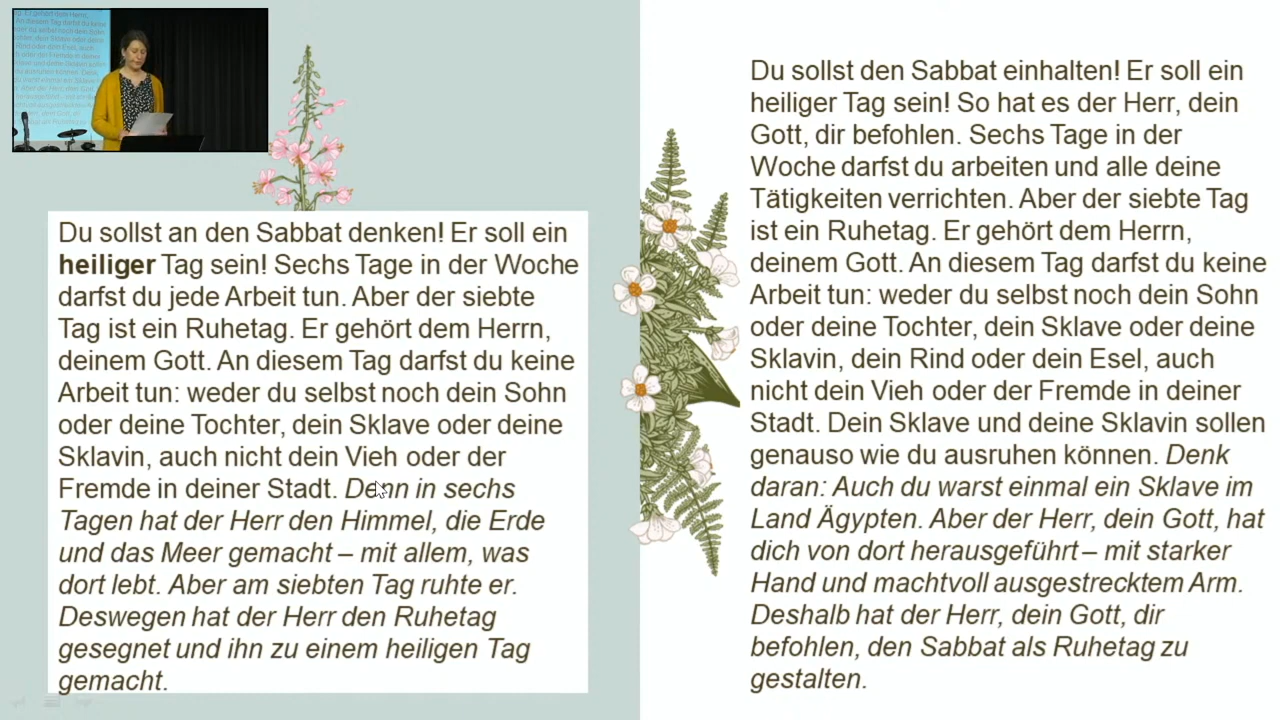 Du sollst an den Sabbat denken! Er soll ein
heiliger Tag sein! Sechs Tage in der Woche
darfst du jede Arbeit tun. Aber der siebte
Tag ist ein Ruhetag. Er gehört dem Herrn,
deinem Gott. An diesem Tag darfst du keine
Arbeit tun: weder du selbst noch dein Sohn
oder deine Tochter, dein Sklave oder deine
Sklavin, auch nicht dein Vieh oder der
Fremde in deiner Stadt. Denn in sechs
Tagen hat der Herr den Himmel, die Erde
und das Meer gemacht – mit allem, was
dort lebt. Aber am siebten Tag ruhte er.
Deswegen hat der Herr den Ruhetag
gesegnet und ihn zu einem heiligen Tag
gemacht.
Du sollst den Sabbat einhalten! Er soll ein
heiliger Tag sein! So hat es der Herr, dein
Gott, dir befohlen. Sechs Tage in der
Woche darfst du arbeiten und alle deine
Tätigkeiten verrichten. Aber der siebte Tag
ist ein Ruhetag. Er gehört dem Herrn,
deinem Gott. An diesem Tag darfst du keine
Arbeit tun: weder du selbst noch dein Sohn
oder deine Tochter, dein Sklave oder deine
Sklavin, dein Rind oder dein Esel, auch
nicht dein Vieh oder der Fremde in deiner
Stadt. Dein Sklave und deine Sklavin sollen
genauso wie du ausruhen können. Denk
daran: Auch du warst einmal ein Sklave im
Land Ägypten. Aber der Herr, dein Gott, hat
dich von dort herausgeführt – mit starker
Hand und machtvoll ausgestrecktem Arm.
Deshalb hat der Herr, dein Gott, dir
befohlen, den Sabbat als Ruhetag zu
gestalten.